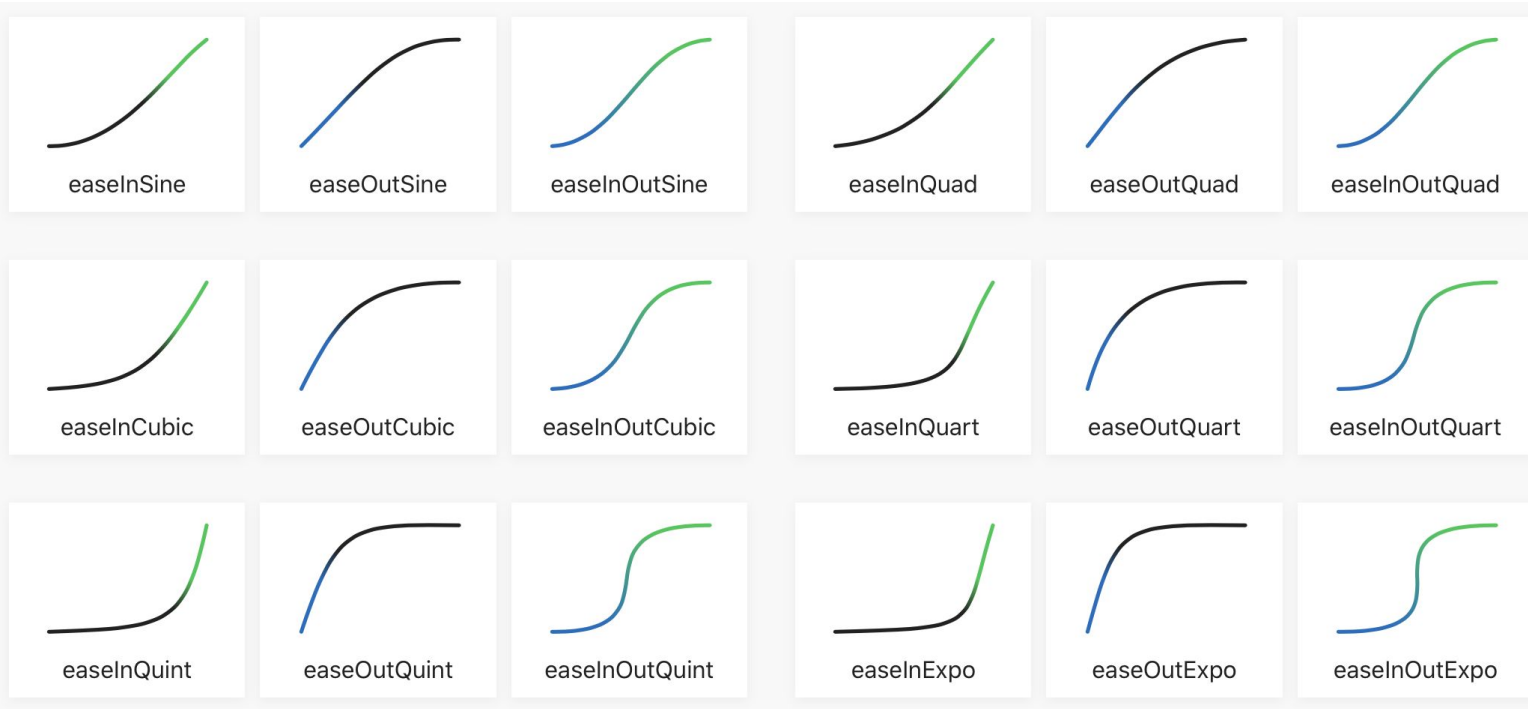 easeInSine
easeOutSine
easeInOutSine
easeInQuad
easeOutQuad
easeInOutQuad
easeInCubic
easeOutCubic
easeInOutCubic
easeInQuart
easeOutQuart
easeInOutQuart
easeInQuint
easeOutQuint
easeInOutQuint
easeInExpo
easeOutExpo
easeInOutExpo